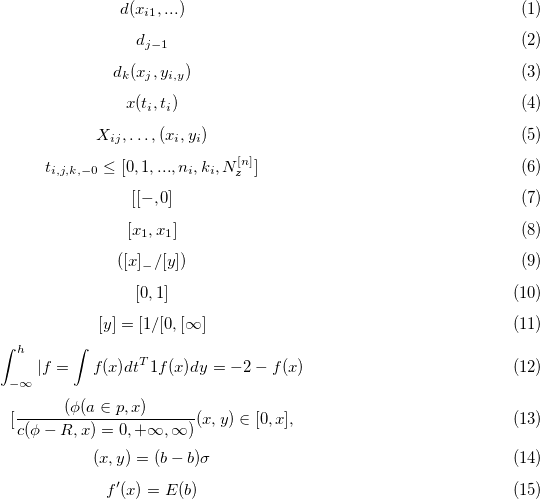 d(x_{i1}, ...) (1)
d_{j−1} (2)
d_k(x_j, y_{i,y}) (3)
x(t_i, t_i) (4)
X_{ij}, . . . , (x_i, y_i) (5)
t_{i,j,k,−0} ≤ [0, 1, ..., n_i, k_i, N_z^{[n]}] (6)
[[−, 0] (7)
[x_1, x_1] (8)
([x]_−/[y]) (9)
[0, 1] (10)
[y] = [1/[0, [∞] (11)
∫_{−∞}^{h} |f = ∫ f(x)dt^T 1f(x)dy = −2 − f(x) (12)
[\frac{(ϕ(a ∈ p, x)}{c(ϕ − R, x) = 0, +∞, ∞)}(x, y) ∈ [0, x], (13)
(x, y) = (b − b)σ (14)
f′(x) = E(b) (15)